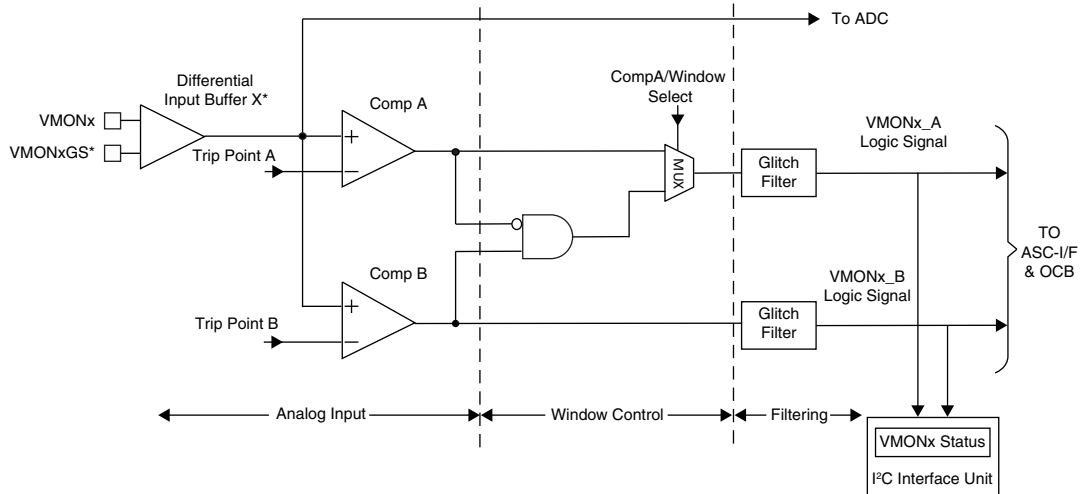 To ADC
Differential
Input Buffer X*
VMONx
VMONxGS*
Trip Point A
Comp A
+
−
CompA/Window
Select
MUX
Glitch
Filter
VMONx_A
Logic Signal
TO
ASC-I/F
& OCB
Comp B
+
−
Trip Point B
VMONx_B
Logic Signal
Glitch
Filter
Analog Input
Window Control
Filtering
VMONx Status
I²C Interface Unit